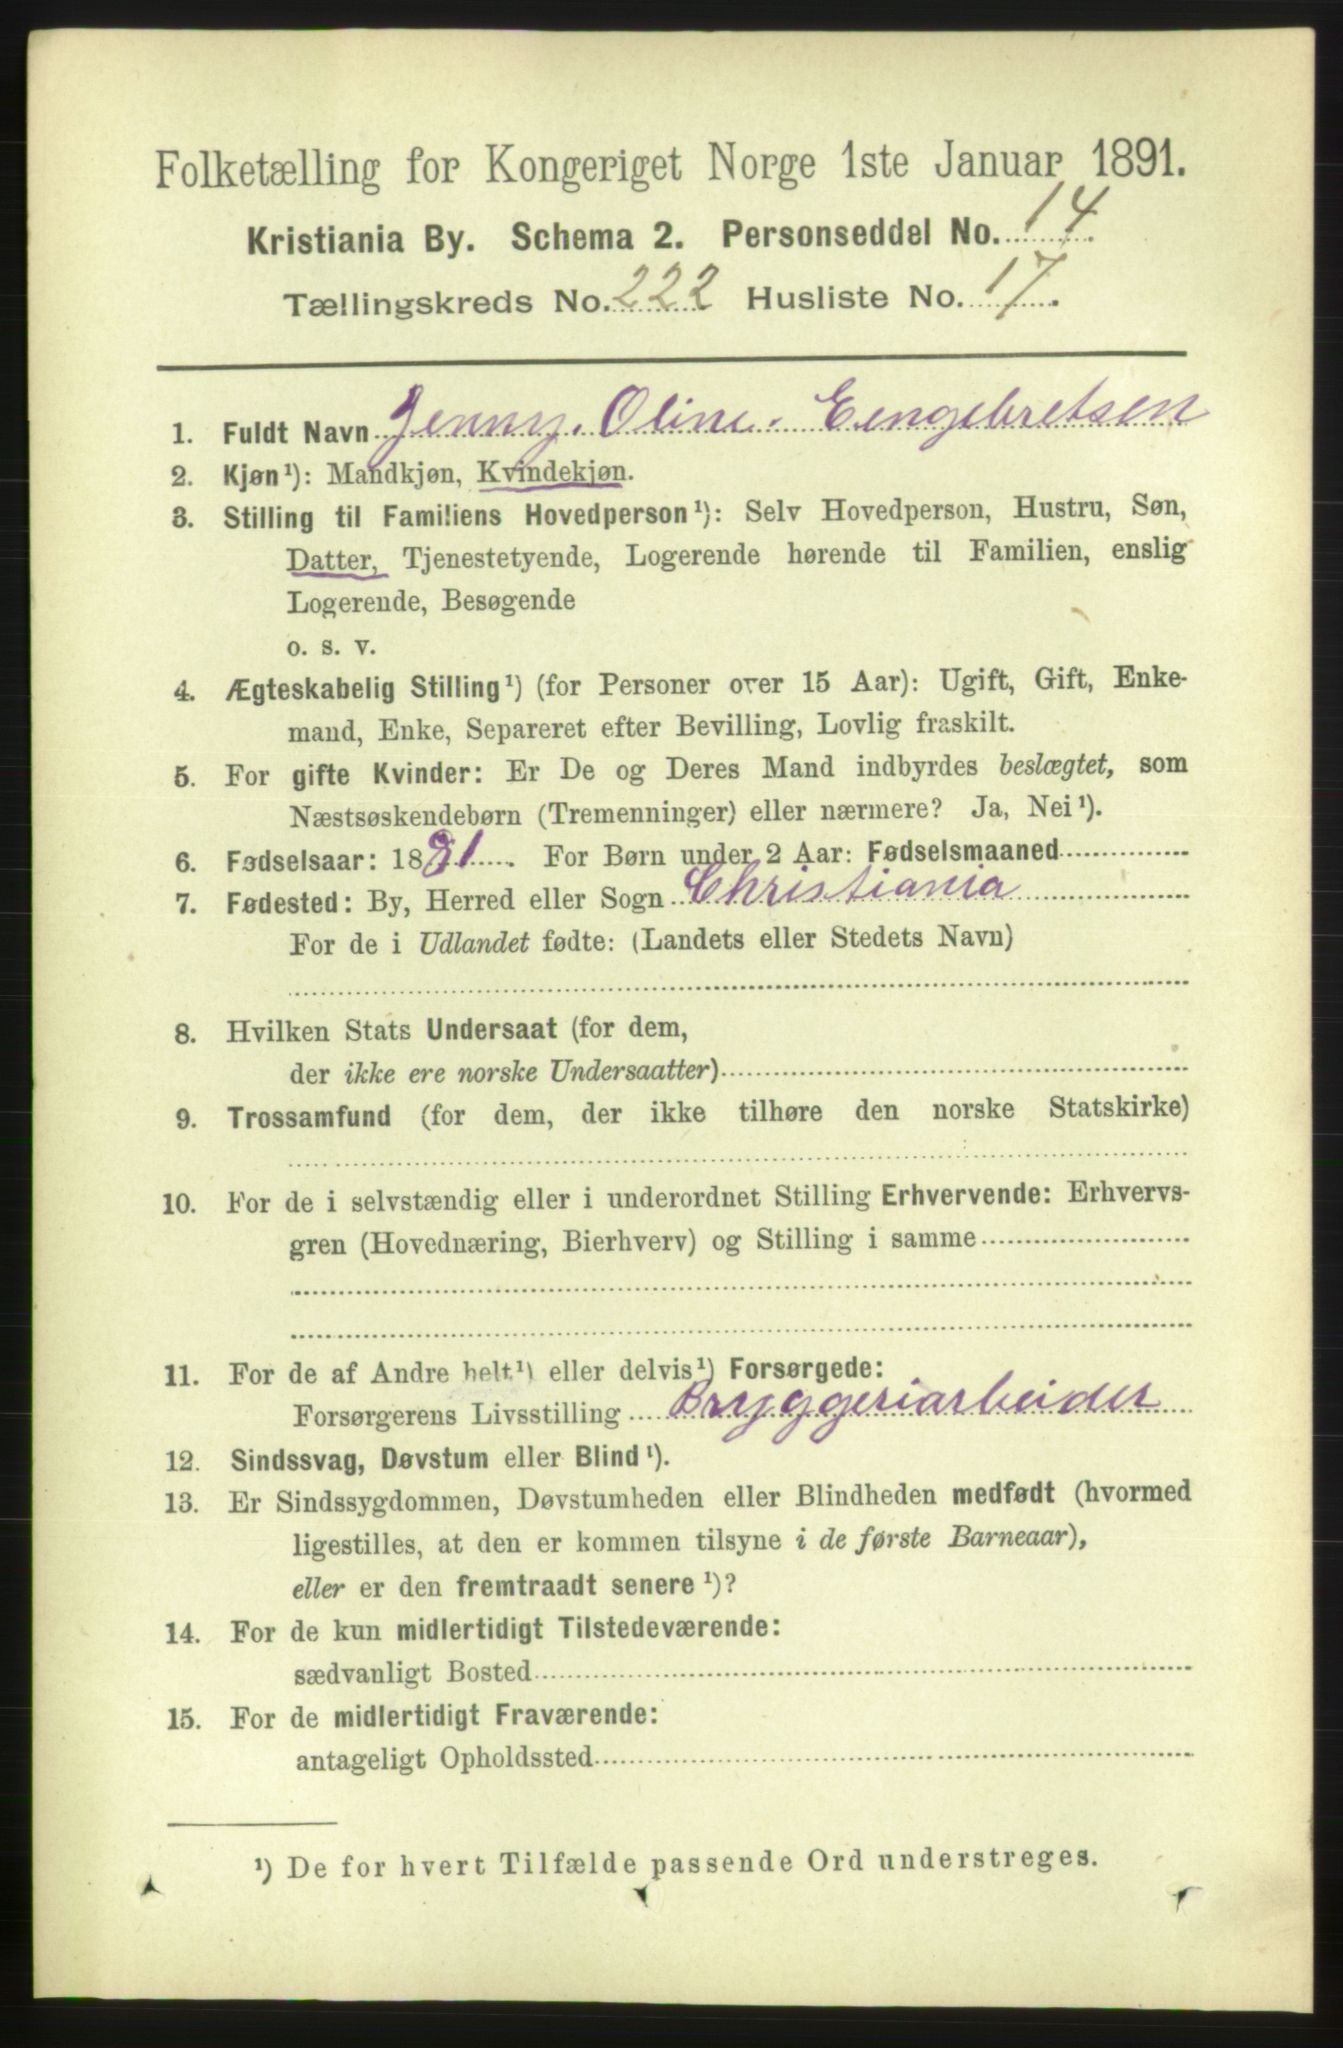 Folketælling for Kongeriget Norge 1ste Januar 1891.
Kristiania By. Schema 2. Personseddel No. 14.
Tællingskreds No. 222 Husliste No. 17.
1. Fuldt Navn Jenny. Oline. Eengebretsen
2. Kjøn¹): Mandkjøn, Kvindekjøn.
3. Stilling til Familiens Hovedperson¹): Selv Hovedperson, Hustru, Søn,
Datter, Tjenestetyende, Logerende hørende til Familien, enslig
Logerende, Besøgende
o. s. v.
4. Ægteskabelig Stilling¹) (for Personer over 15 Aar): Ugift, Gift, Enke-
mand, Enke, Separeret efter Bevilling, Lovlig fraskilt.
5. For gifte Kvinder: Er De og Deres Mand indbyrdes beslægtet, som
Næstsøskendebørn (Tremenninger) eller nærmere? Ja, Nei¹).
6. Fødselsaar: 1881. For Børn under 2 Aar: Fødselsmaaned
7. Fødested: By, Herred eller Sogn Christiania
For de i Udlandet fødte: (Landets eller Stedets Navn)
8. Hvilken Stats Undersaat (for dem,
der ikke ere norske Undersaatter)
9. Trossamfund (for dem, der ikke tilhøre den norske Statskirke)
10. For de i selvstændig eller i underordnet Stilling Erhvervende: Erhvervs-
gren (Hovednæring, Bierhverv) og Stilling i samme
11. For de af Andre helt¹) eller delvis¹) Forsørgede:
Forsørgerens Livsstilling Bryggeriarbeider
12. Sindssvag, Døvstum eller Blind¹).
13. Er Sindssygdommen, Døvstumheden eller Blindheden medfødt (hvormed
ligestilles, at den er kommen tilsyne i de første Barneaar),
eller er den fremtraadt senere¹)?
14. For de kun midlertidigt Tilstedeværende:
sædvanligt Bosted
15. For de midlertidigt Fraværende:
antageligt Opholdssted
¹) De for hvert Tilfælde passende Ord understreges.